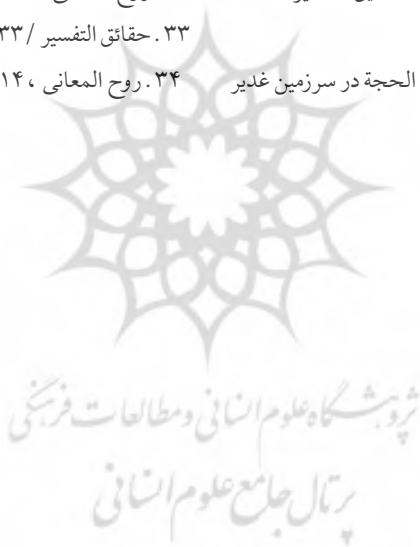 ۳۳. حقائق التفسیر / ۳۳
الحجة در سرزمین غدیر ۳۴. روح المعانی، ۱۴
پژوهشگاه علوم انسانی و مطالعات فرهنگی
پرتال جامع علوم انسانی